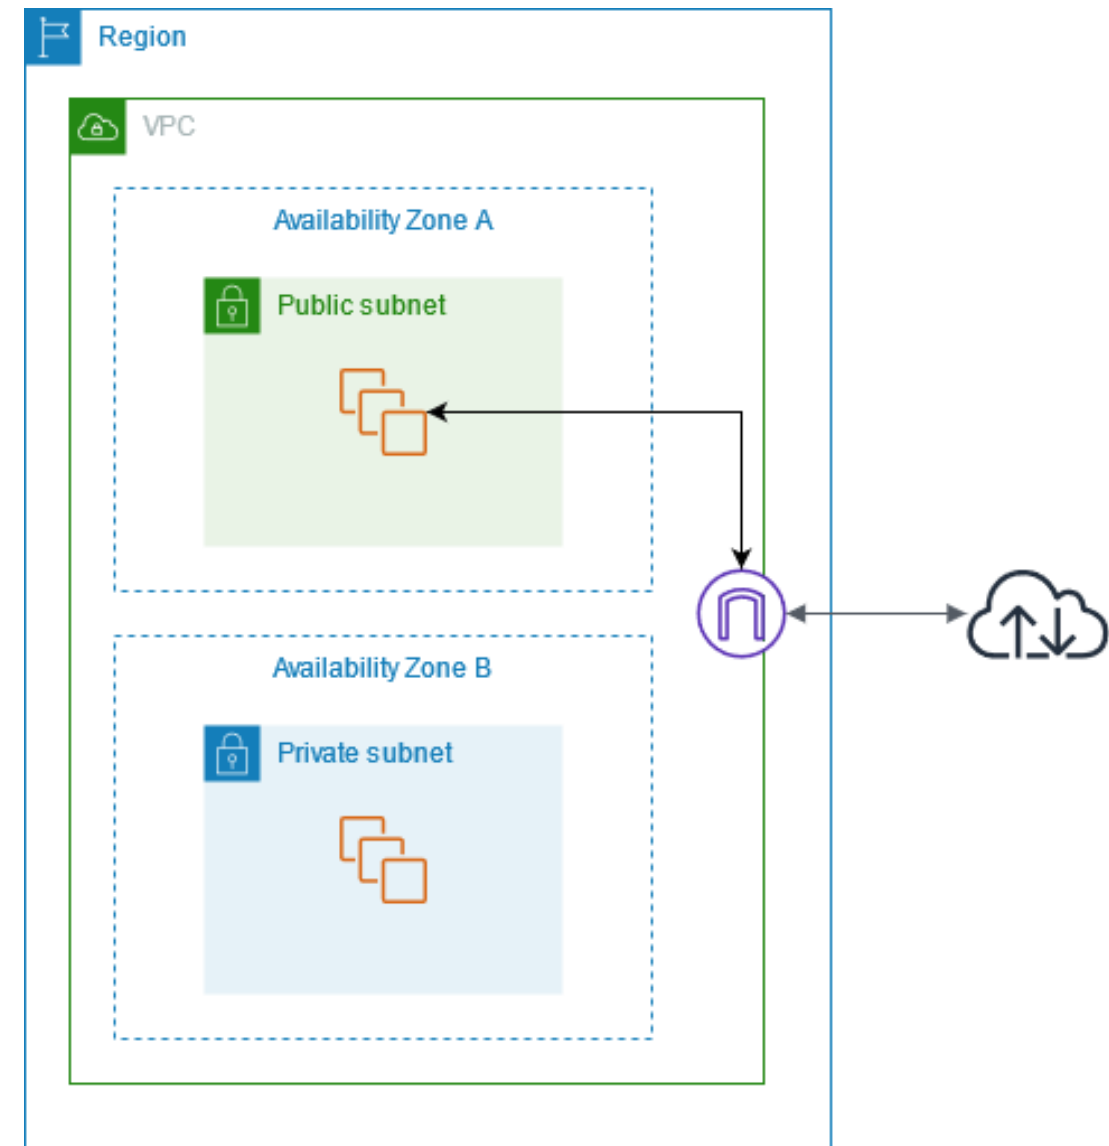 Region
VPC
Availability Zone A
Public subnet
Availability Zone B
Private subnet